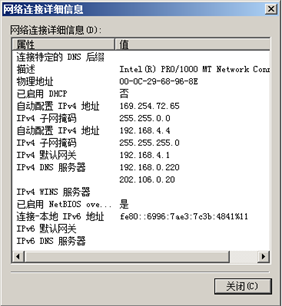 网络连接详细信息
网络连接详细信息(D):
属性 值
连接特定的 DNS 后缀
描述 Intel(R) PRO/1000 MT Network Conn
物理地址 00-0C-29-68-96-8E
已启用 DHCP 否
自动配置 IPv4 地址 169.254.72.65
IPv4 子网掩码 255.255.0.0
自动配置 IPv4 地址 192.168.4.4
IPv4 子网掩码 255.255.255.0
IPv4 默认网关 192.168.4.1
IPv4 DNS 服务器 192.168.0.220
202.106.0.20
IPv4 WINS 服务器
已启用 NetBIOS ove... 是
连接-本地 IPv6 地址 fe80::6996:7ae3:7c3b:4841%11
IPv6 默认网关
IPv6 DNS 服务器
关闭(C)